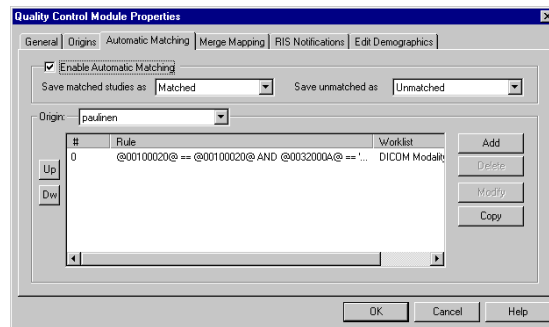 Quality Control Module Properties
General Origins Automatic Matching Merge Mapping RIS Notifications Edit Demographics
Enable Automatic Matching
Save matched studies as Matched Save unmatched as Unmatched
Origin: paulinen
# Rule Worklist
0 @00100020@ == @00100020@ AND @0032000A@ == '... DICOM Modality
Add
Up
Delete
Dw
Modify
Copy
OK Cancel Help